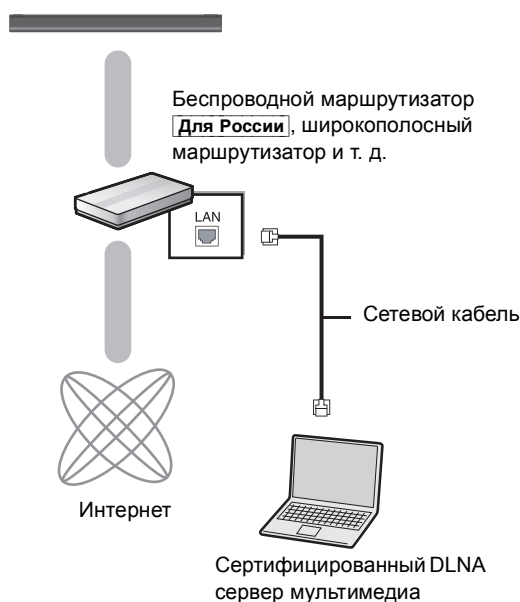 Беспроводной маршрутизатор
Для России, широкополосный
маршрутизатор и т. д.
LAN
Сетевой кабель
Интернет
Сертифицированный DLNA
сервер мультимедиа